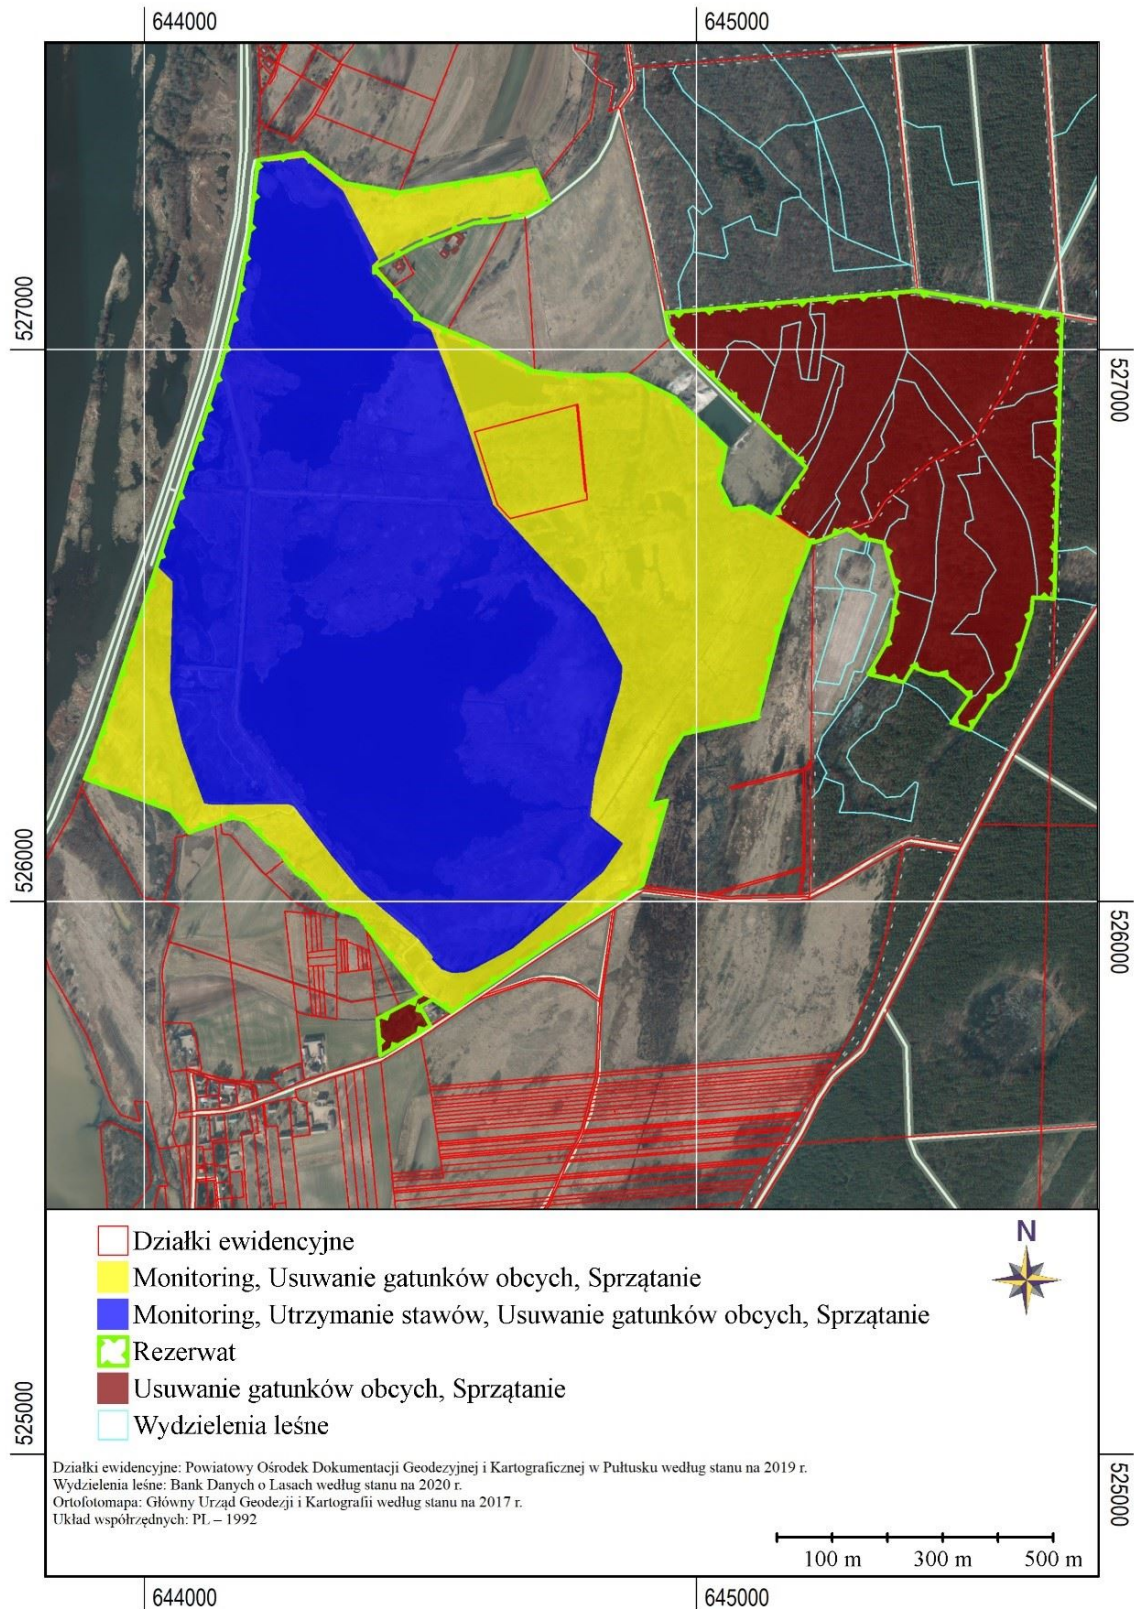 644000
645000
527000
527000
526000
526000
Działki ewidencyjne
N
Monitoring, Usuwanie gatunków obcych, Sprzątanie
Monitoring, Utrzymanie stawów, Usuwanie gatunków obcych, Sprzątanie
Rezerwat
Usuwanie gatunków obcych, Sprzątanie
Wydzielenia leśne
525000
525000
Działki ewidencyjne: Powiatowy Ośrodek Dokumentacji Geodezyjnej i Kartograficznej w Pułtusku według stanu na 2019 r.
Wydzielenia leśne: Bank Danych o Lasach według stanu na 2020 r.
Ortofotomapa: Główny Urząd Geodezji i Kartografii według stanu na 2017 r.
Układ współrzędnych: PL – 1992
100 m 300 m 500 m
644000
645000